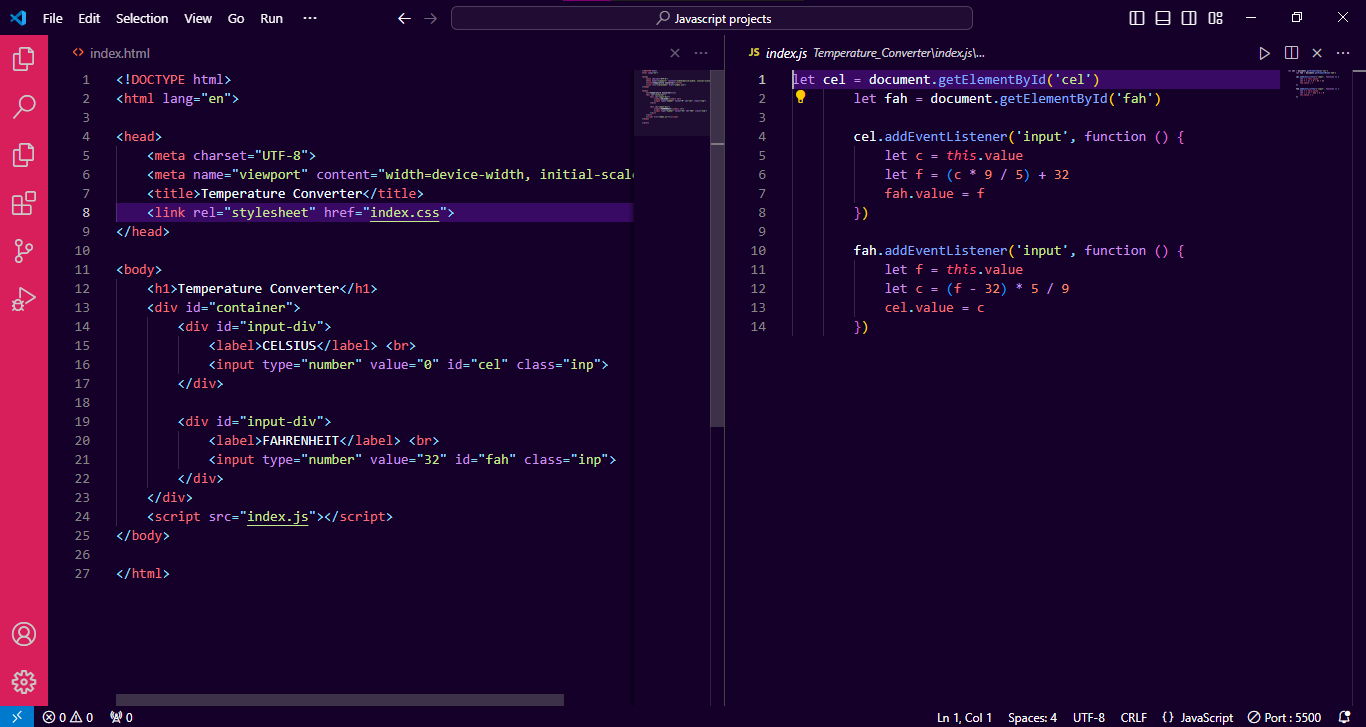 File Edit Selection View Go Run ··· Javascript projects
index.html
1 <!DOCTYPE html>
2 <html lang="en">
3
4 <head>
5 <meta charset="UTF-8">
6 <meta name="viewport" content="width=device-width, initial-scale
7 <title>Temperature Converter</title>
8 <link rel="stylesheet" href="index.css">
9 </head>
10
11 <body>
12 <h1>Temperature Converter</h1>
13 <div id="container">
14 <div id="input-div">
15 <label>CELSIUS</label> <br>
16 <input type="number" value="0" id="cel" class="inp">
17 </div>
18
19 <div id="input-div">
20 <label>FAHRENHEIT</label> <br>
21 <input type="number" value="32" id="fah" class="inp">
22 </div>
23 </div>
24 <script src="index.js"></script>
25 </body>
26
27 </html>
JS index.js Temperature_Converter\index.js\...
1 let cel = document.getElementById('cel')
2 let fah = document.getElementById('fah')
3
4 cel.addEventListener('input', function () {
5 let c = this.value
6 let f = (c * 9 / 5) + 32
7 fah.value = f
8 })
9
10 fah.addEventListener('input', function () {
11 let f = this.value
12 let c = (f - 32) * 5 / 9
13 cel.value = c
14 })
0 0 0 Ln 1, Col 1 Spaces: 4 UTF-8 CRLF {} JavaScript Port : 5500